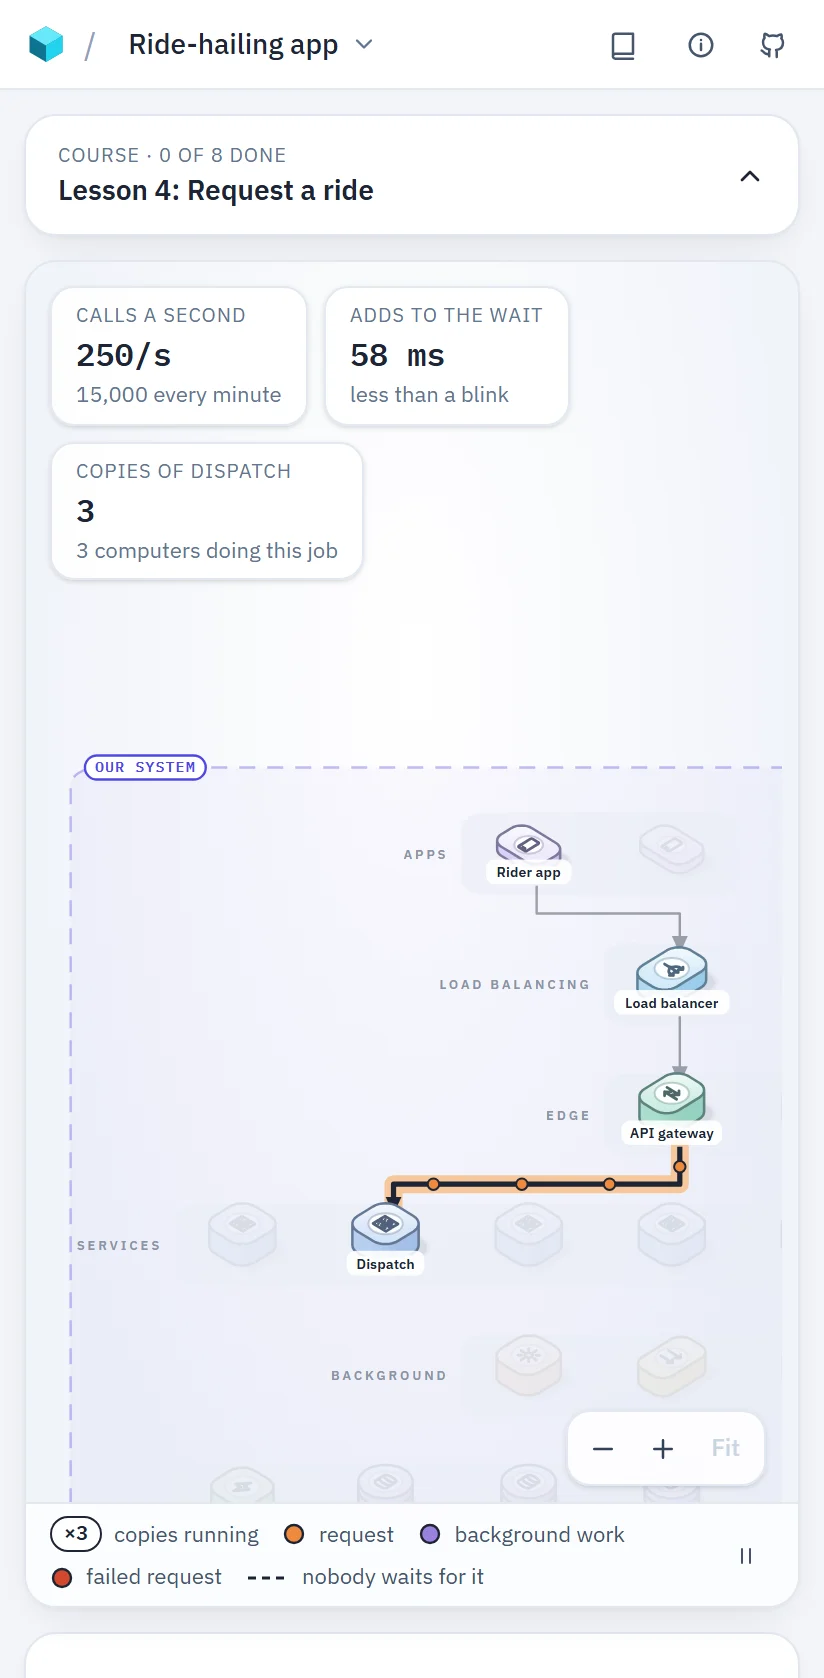 / Ride-hailing app
COURSE · 0 OF 8 DONE
Lesson 4: Request a ride
CALLS A SECOND
250/s
15,000 every minute
ADDS TO THE WAIT
58 ms
less than a blink
COPIES OF DISPATCH
3
3 computers doing this job
OUR SYSTEM
APPS
Rider app
LOAD BALANCING
Load balancer
EDGE
API gateway
SERVICES
Dispatch
BACKGROUND
Fit
×3 copies running
request
background work
failed request
nobody waits for it